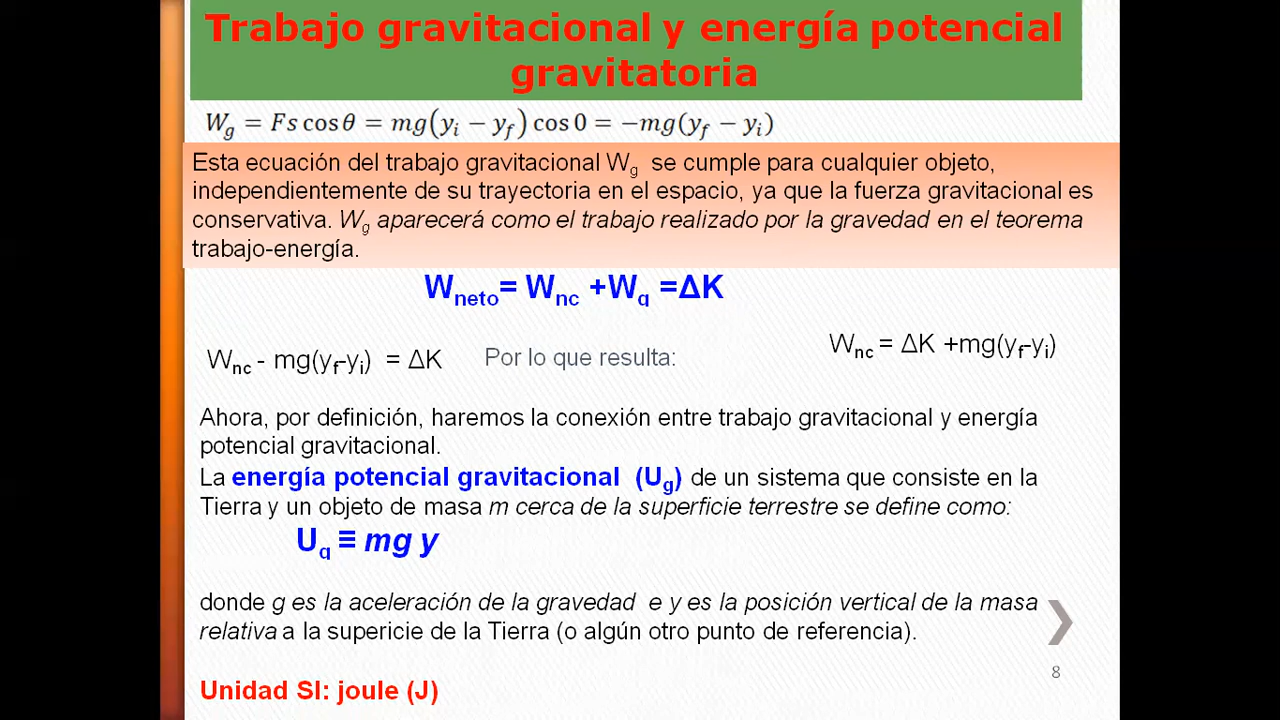 Trabajo gravitacional y energía potencial
gravitatoria
W_g = Fs cos θ = mg(y_i − y_f) cos 0 = −mg(y_f − y_i)
Esta ecuación del trabajo gravitacional W_g se cumple para cualquier objeto,
independientemente de su trayectoria en el espacio, ya que la fuerza gravitacional es
conservativa. W_g aparecerá como el trabajo realizado por la gravedad en el teorema
trabajo-energía.
W_neto= W_nc +W_g =ΔK
W_nc - mg(y_f-y_i) = ΔK Por lo que resulta: W_nc = ΔK +mg(y_f-y_i)
Ahora, por definición, haremos la conexión entre trabajo gravitacional y energía
potencial gravitacional.
La energía potencial gravitacional (U_g) de un sistema que consiste en la
Tierra y un objeto de masa m cerca de la superficie terrestre se define como:
U_g ≡ mg y
donde g es la aceleración de la gravedad e y es la posición vertical de la masa
relativa a la supericie de la Tierra (o algún otro punto de referencia).
8
Unidad SI: joule (J)